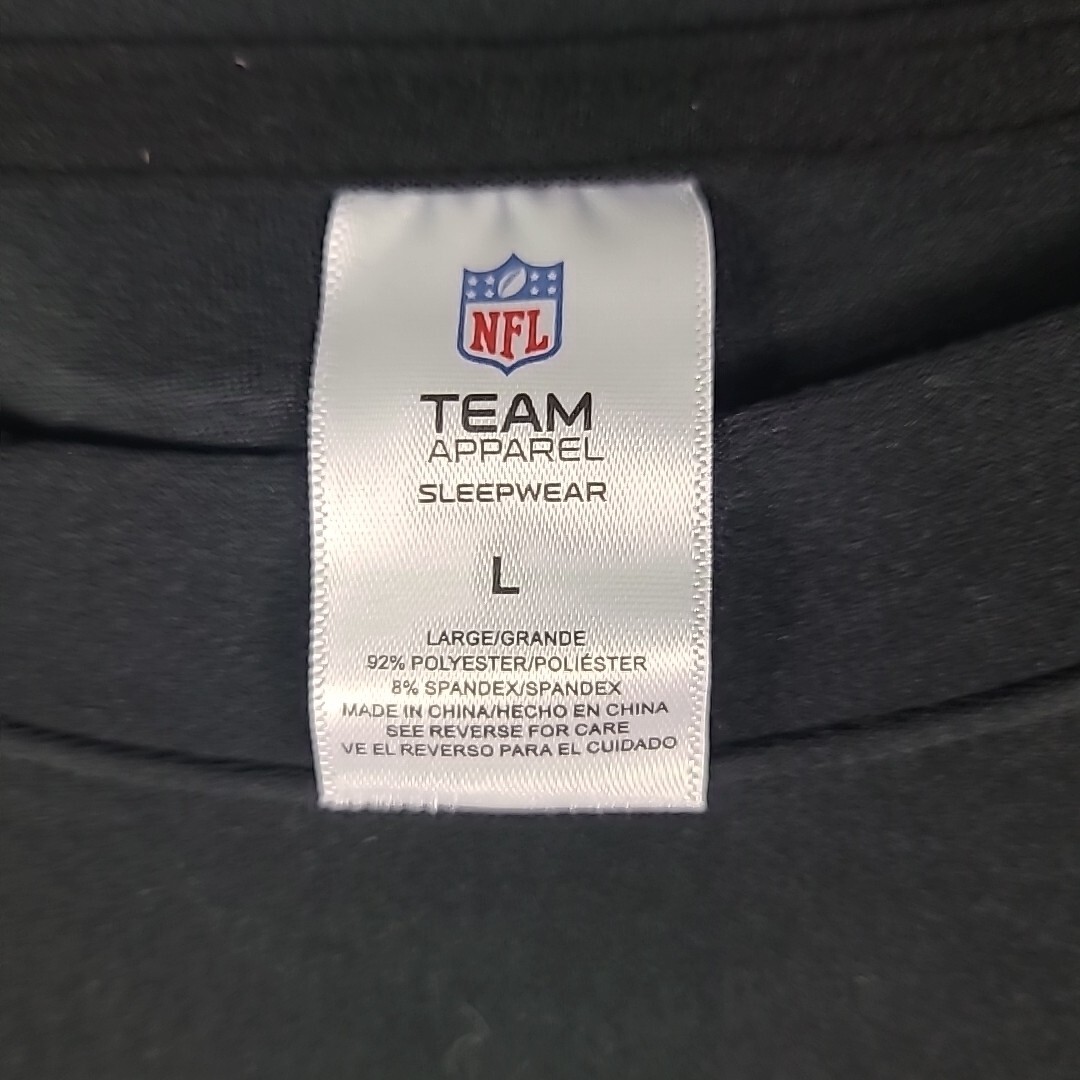 NFL
TEAM
APPAREL
SLEEPWEAR
L
LARGE/GRANDE
92% POLYESTER/POLIÉSTER
8% SPANDEX/SPANDEX
MADE IN CHINA/HECHO EN CHINA
SEE REVERSE FOR CARE
VE EL REVERSO PARA EL CUIDADO